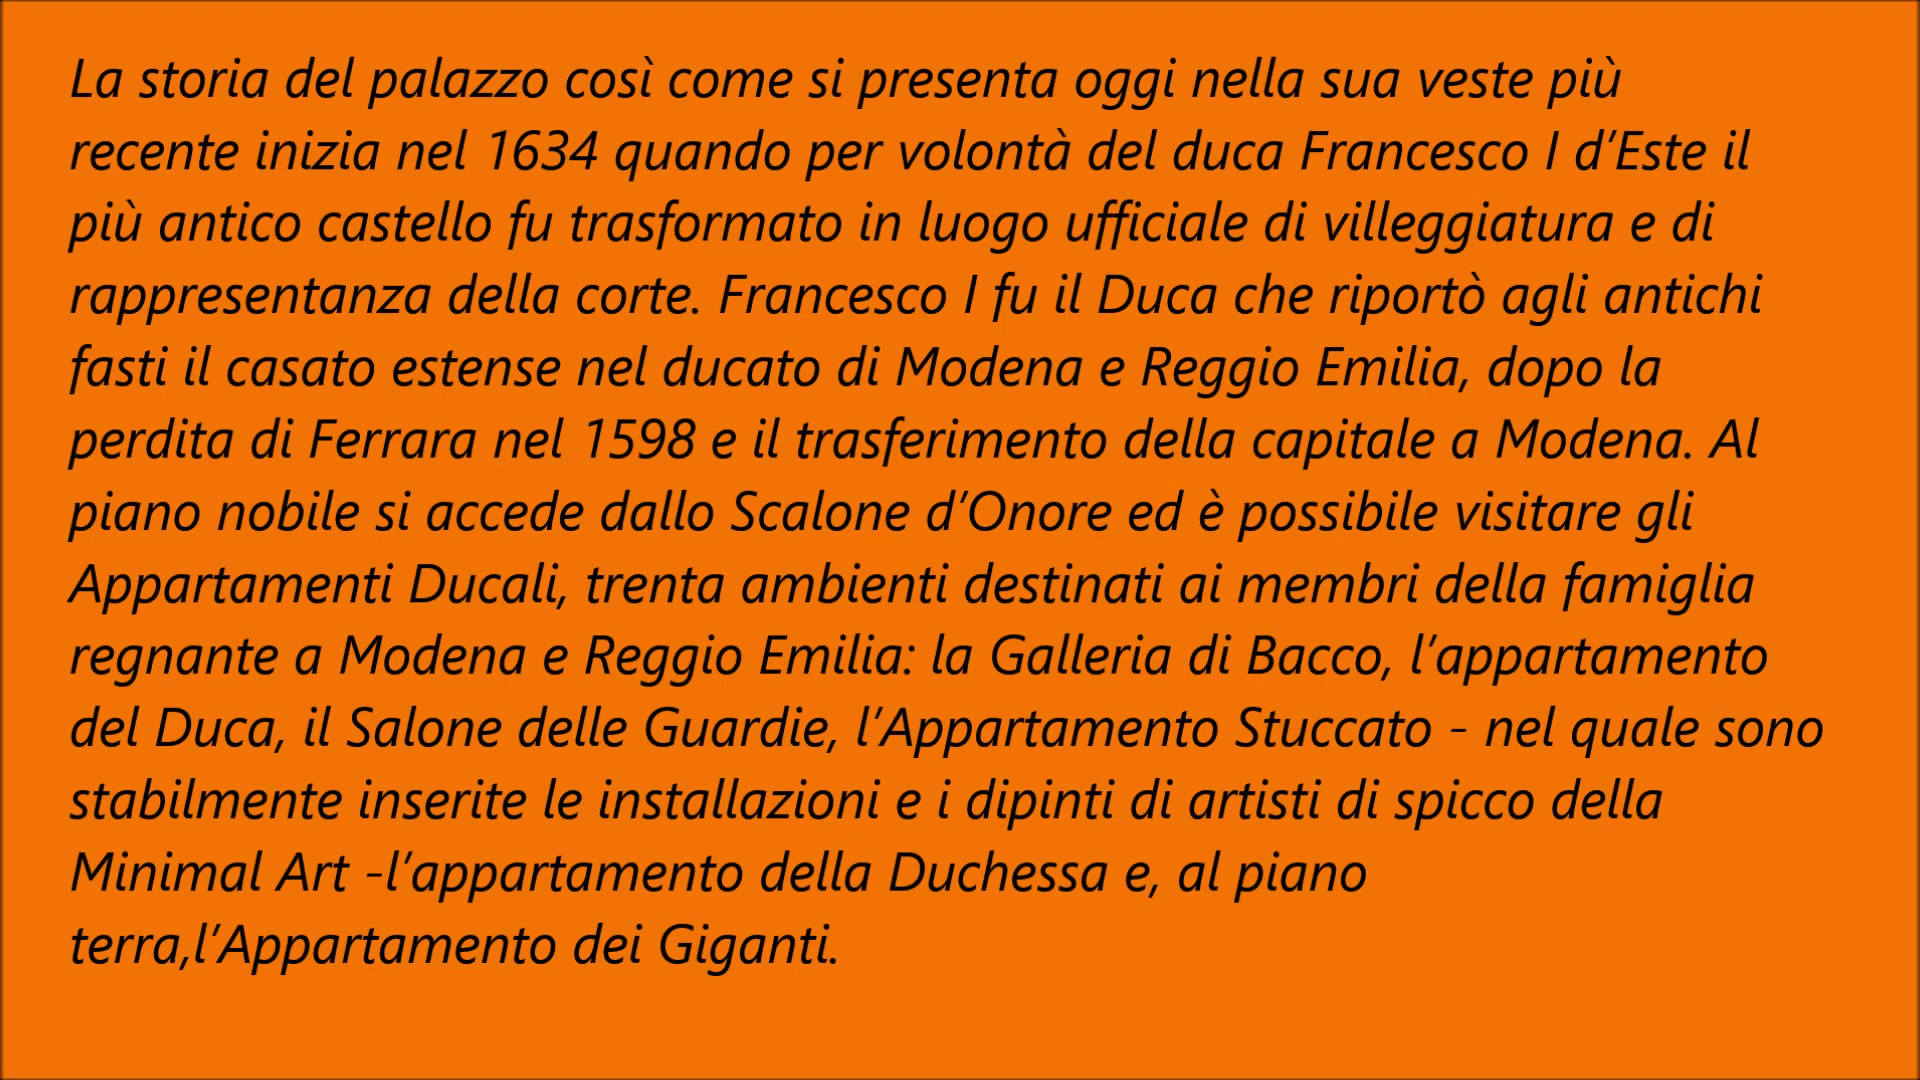 La storia del palazzo così come si presenta oggi nella sua veste più
recente inizia nel 1634 quando per volontà del duca Francesco I d’Este il
più antico castello fu trasformato in luogo ufficiale di villeggiatura e di
rappresentanza della corte. Francesco I fu il Duca che riportò agli antichi
fasti il casato estense nel ducato di Modena e Reggio Emilia, dopo la
perdita di Ferrara nel 1598 e il trasferimento della capitale a Modena. Al
piano nobile si accede dallo Scalone d’Onore ed è possibile visitare gli
Appartamenti Ducali, trenta ambienti destinati ai membri della famiglia
regnante a Modena e Reggio Emilia: la Galleria di Bacco, l’appartamento
del Duca, il Salone delle Guardie, l’Appartamento Stuccato - nel quale sono
stabilmente inserite le installazioni e i dipinti di artisti di spicco della
Minimal Art -l’appartamento della Duchessa e, al piano
terra,l’Appartamento dei Giganti.